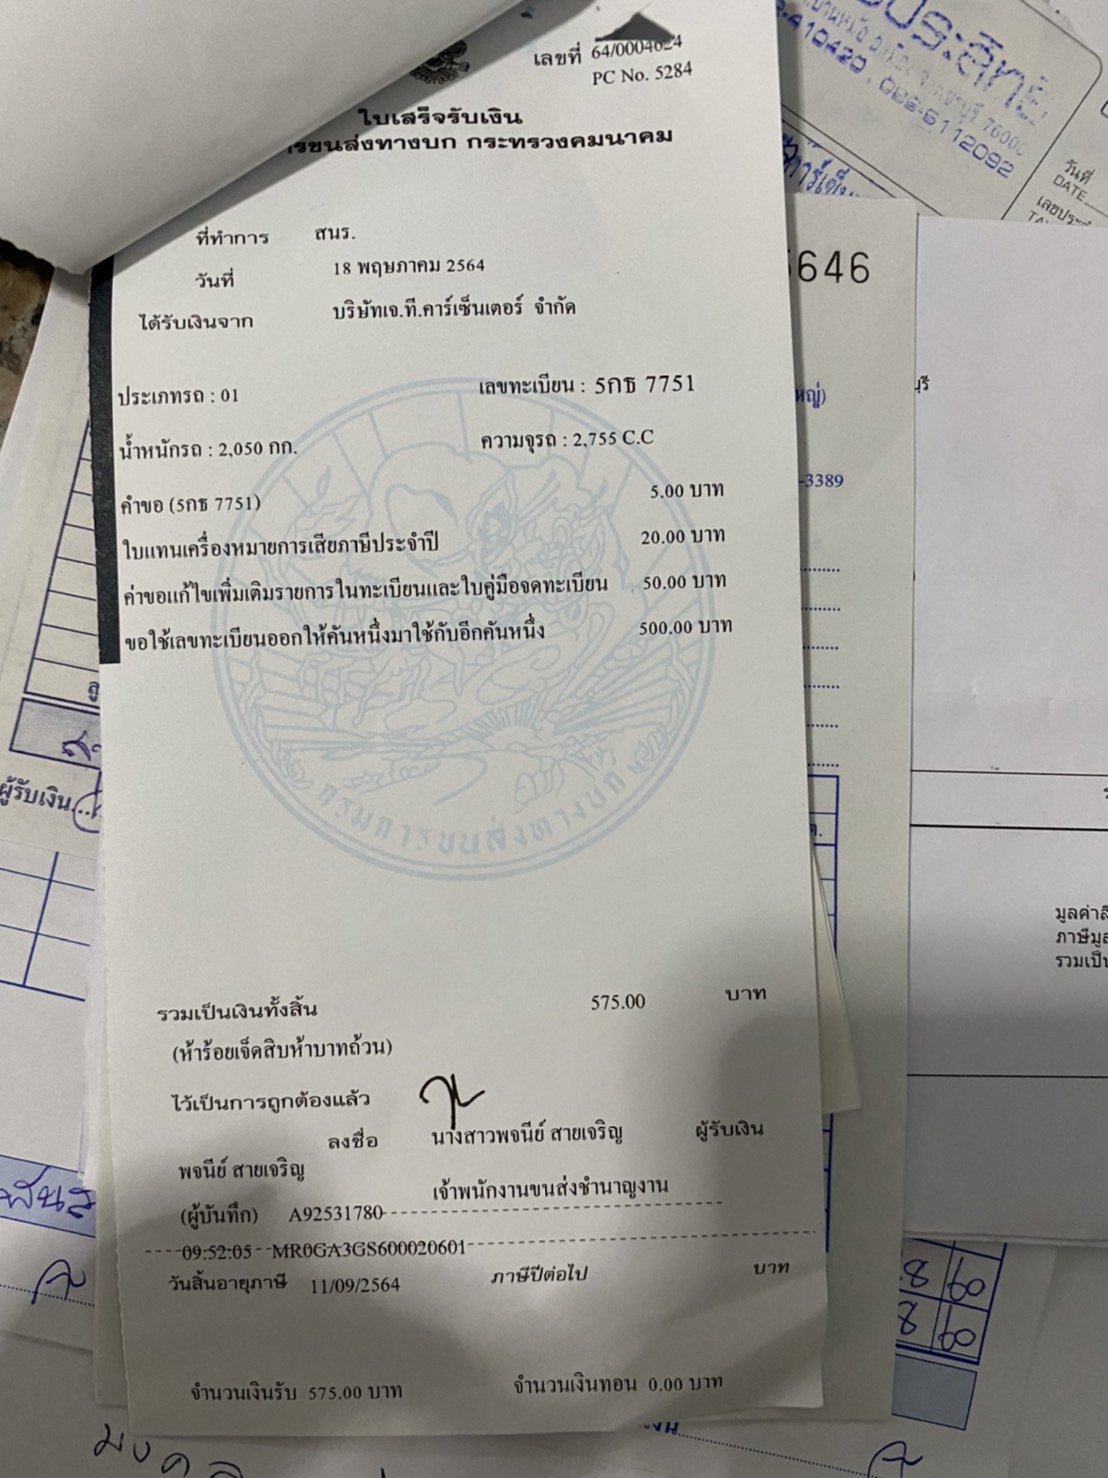 เลขที่ 64/0004024
PC No. 5284
ใบเสร็จรับเงิน
รขนส่งทางบก กระทรวงคมนาคม
ที่ทำการ สนร.
วันที่ 18 พฤษภาคม 2564
ได้รับเงินจาก บริษัทเจ.ที.คาร์เซ็นเตอร์ จำกัด
ประเภทรถ : 01 เลขทะเบียน : 5กธ 7751
น้ำหนักรถ : 2,050 กก. ความจุรถ : 2,755 C.C
คำขอ (5กธ 7751) 5.00 บาท
ใบแทนเครื่องหมายการเสียภาษีประจำปี 20.00 บาท
ค่าขอแก้ไขเพิ่มเติมรายการในทะเบียนและใบคู่มือจดทะเบียน 50.00 บาท
ขอใช้เลขทะเบียนออกให้คันหนึ่งมาใช้กับอีกคันหนึ่ง 500.00 บาท
กรมการขนส่งทางบก
รวมเป็นเงินทั้งสิ้น 575.00 บาท
(ห้าร้อยเจ็ดสิบห้าบาทถ้วน)
ไว้เป็นการถูกต้องแล้ว
ลงชื่อ นางสาวพจนีย์ สายเจริญ ผู้รับเงิน
พจนีย์ สายเจริญ
เจ้าพนักงานขนส่งชำนาญงาน
(ผู้บันทึก) A92531780
09:52:05 MR0GA3GS600020601
วันสิ้นอายุภาษี 11/09/2564 ภาษีปีต่อไป บาท
จำนวนเงินรับ 575.00 บาท จำนวนเงินทอน 0.00 บาท
5646
-3389
76000
-410420, 086-6112092
วันที่
DATE
ผู้รับเงิน
มูลค่าสิ
ภาษีมูล
รวมเป็น
8 60
8 60